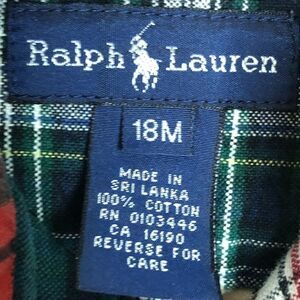 Ralph Lauren
18M
MADE IN
SRI LANKA
100% COTTON
RN 0103446
CA 16190
REVERSE FOR
CARE